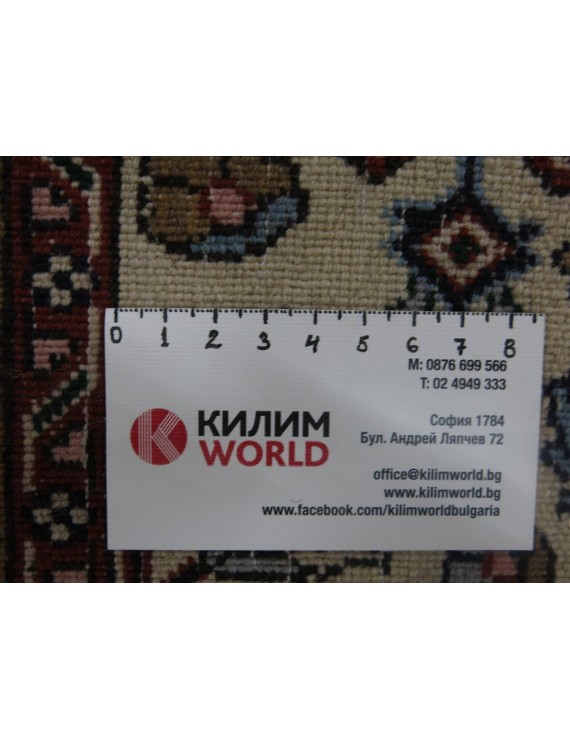 0 1 2 3 4 5 6 7 8
М: 0876 699 566
Т: 02 4949 333
КИЛИМ
WORLD
София 1784
Бул. Андрей Ляпчев 72
office@kilimworld.bg
www.kilimworld.bg
www.facebook.com/kilimworldbulgaria